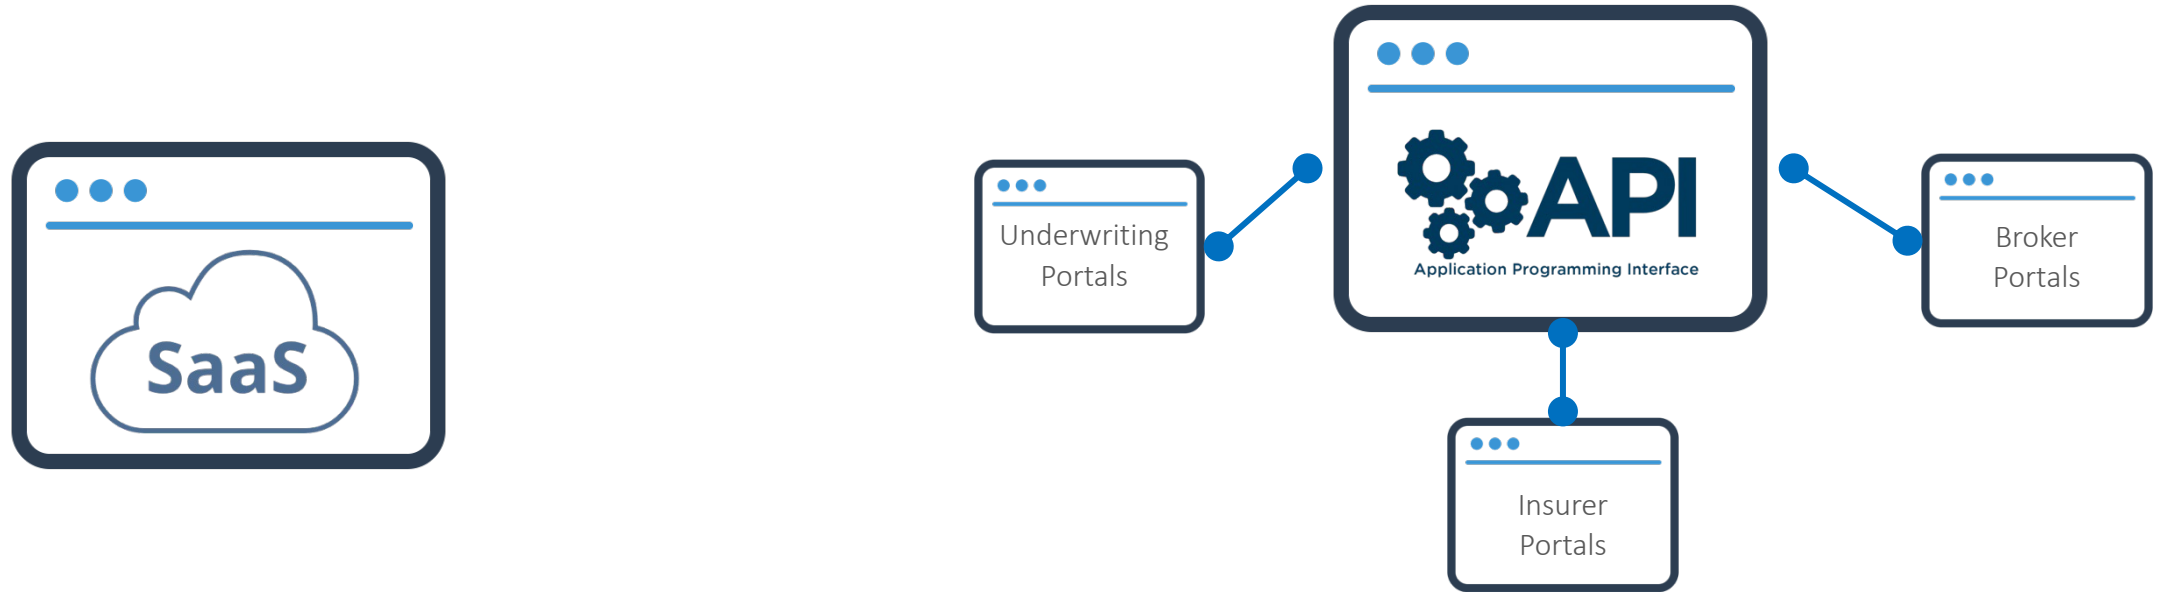 SaaS
Underwriting
Portals
API
Application Programming Interface
Broker
Portals
Insurer
Portals